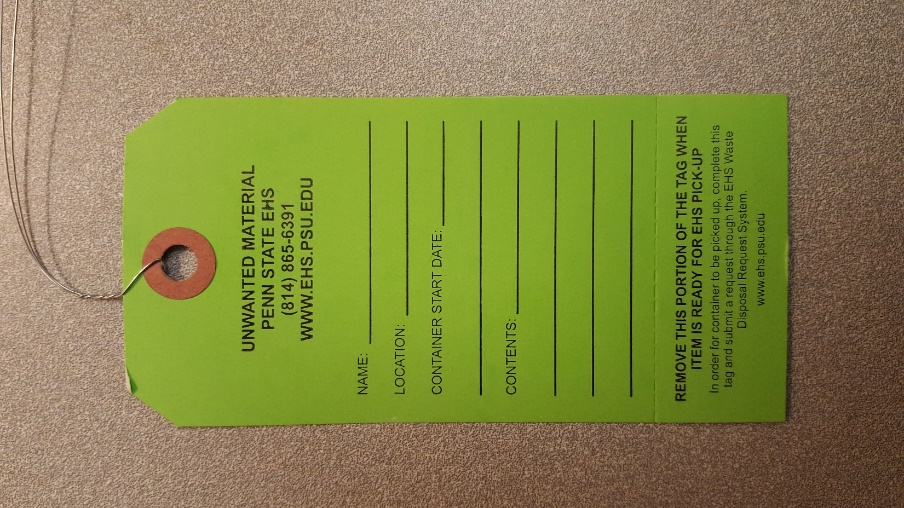 UNWANTED MATERIAL
PENN STATE EHS
(814) 865-6391
WWW.EHS.PSU.EDU
NAME:
LOCATION:
CONTAINER START DATE:
CONTENTS:
REMOVE THIS PORTION OF THE TAG WHEN
ITEM IS READY FOR EHS PICK-UP
In order for container to be picked up, complete this
tag and submit a request through the EHS Waste
Disposal Request System.
www.ehs.psu.edu